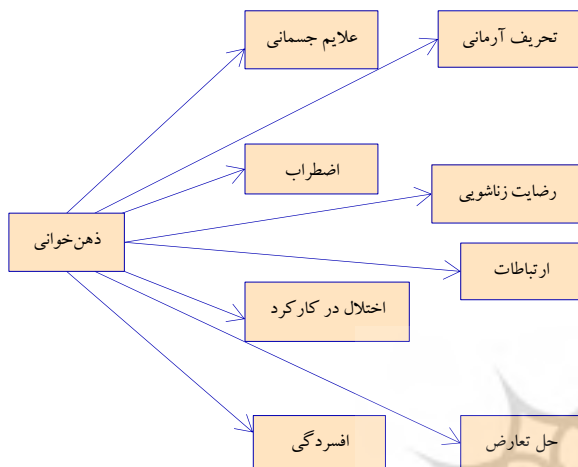 تحریف آرمانی
علایم جسمانی
اضطراب
رضایت زناشویی
ذهن‌خوانی
ارتباطات
اختلال در کارکرد
حل تعارض
افسردگی